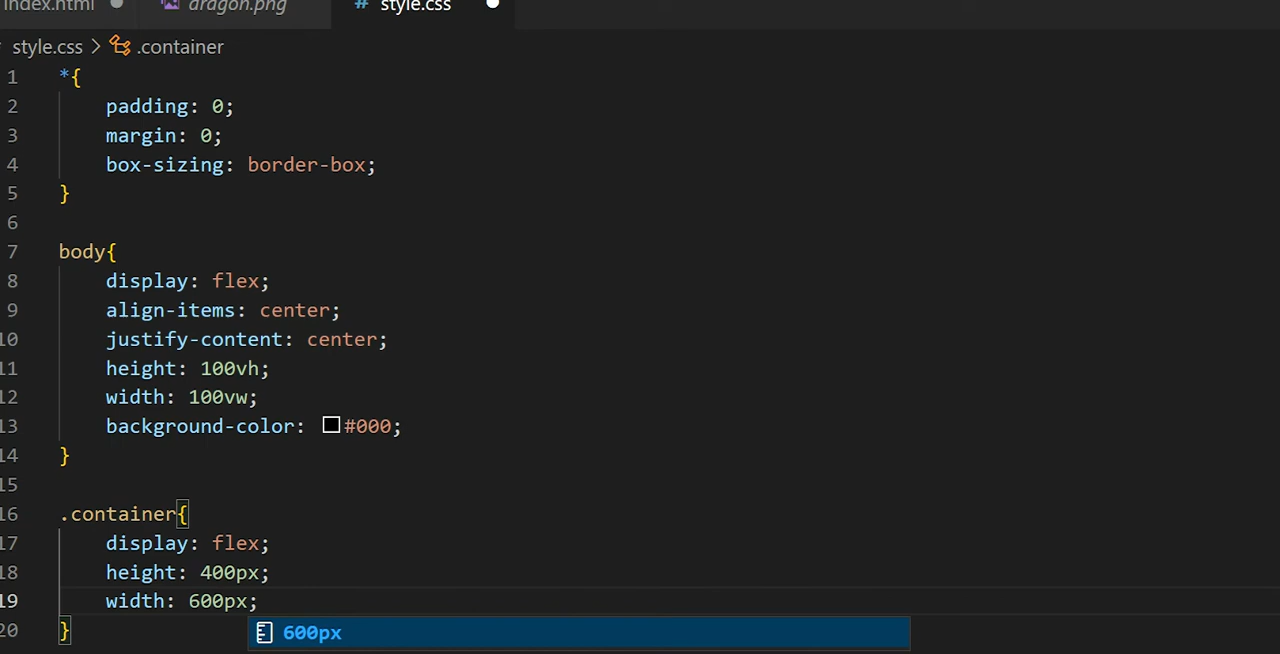 index.html dragon.png # style.css
style.css > .container
1 *{
2 padding: 0;
3 margin: 0;
4 box-sizing: border-box;
5 }
6
7 body{
8 display: flex;
9 align-items: center;
10 justify-content: center;
11 height: 100vh;
12 width: 100vw;
13 background-color: #000;
14 }
15
16 .container{
17 display: flex;
18 height: 400px;
19 width: 600px;
20 }
600px